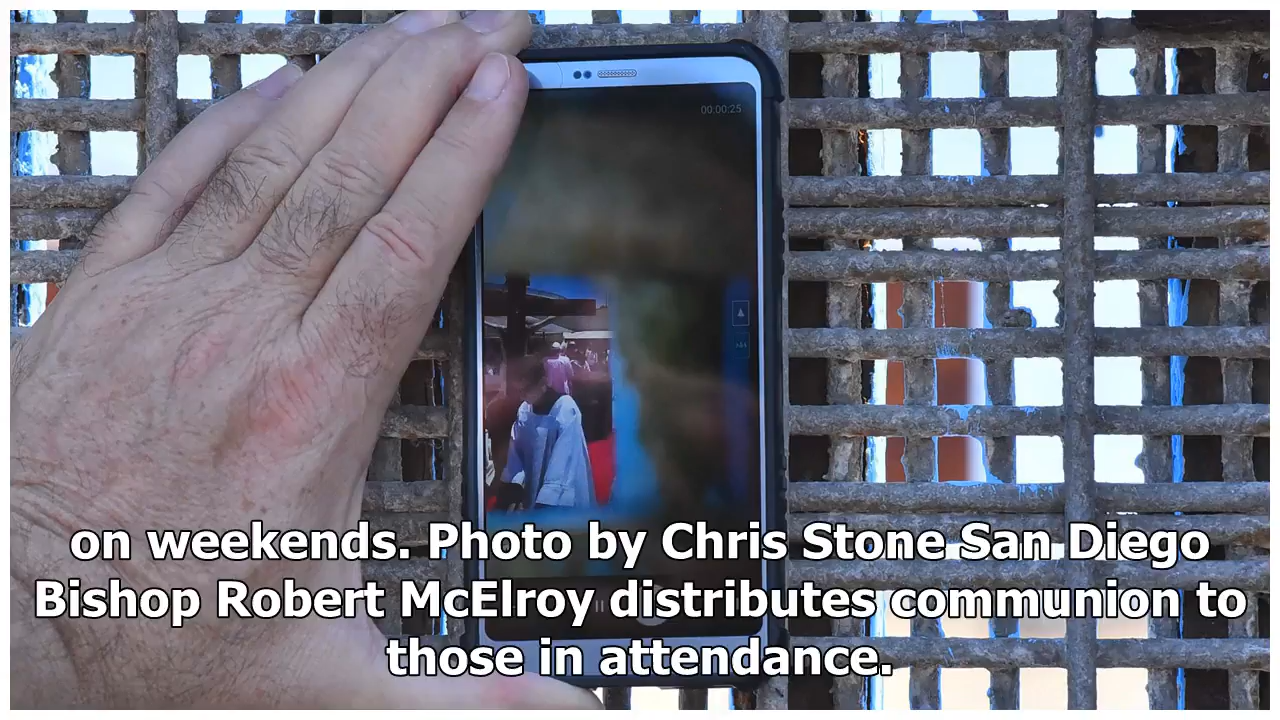 00:00:25
on weekends. Photo by Chris Stone San Diego
Bishop Robert McElroy distributes communion to
those in attendance.